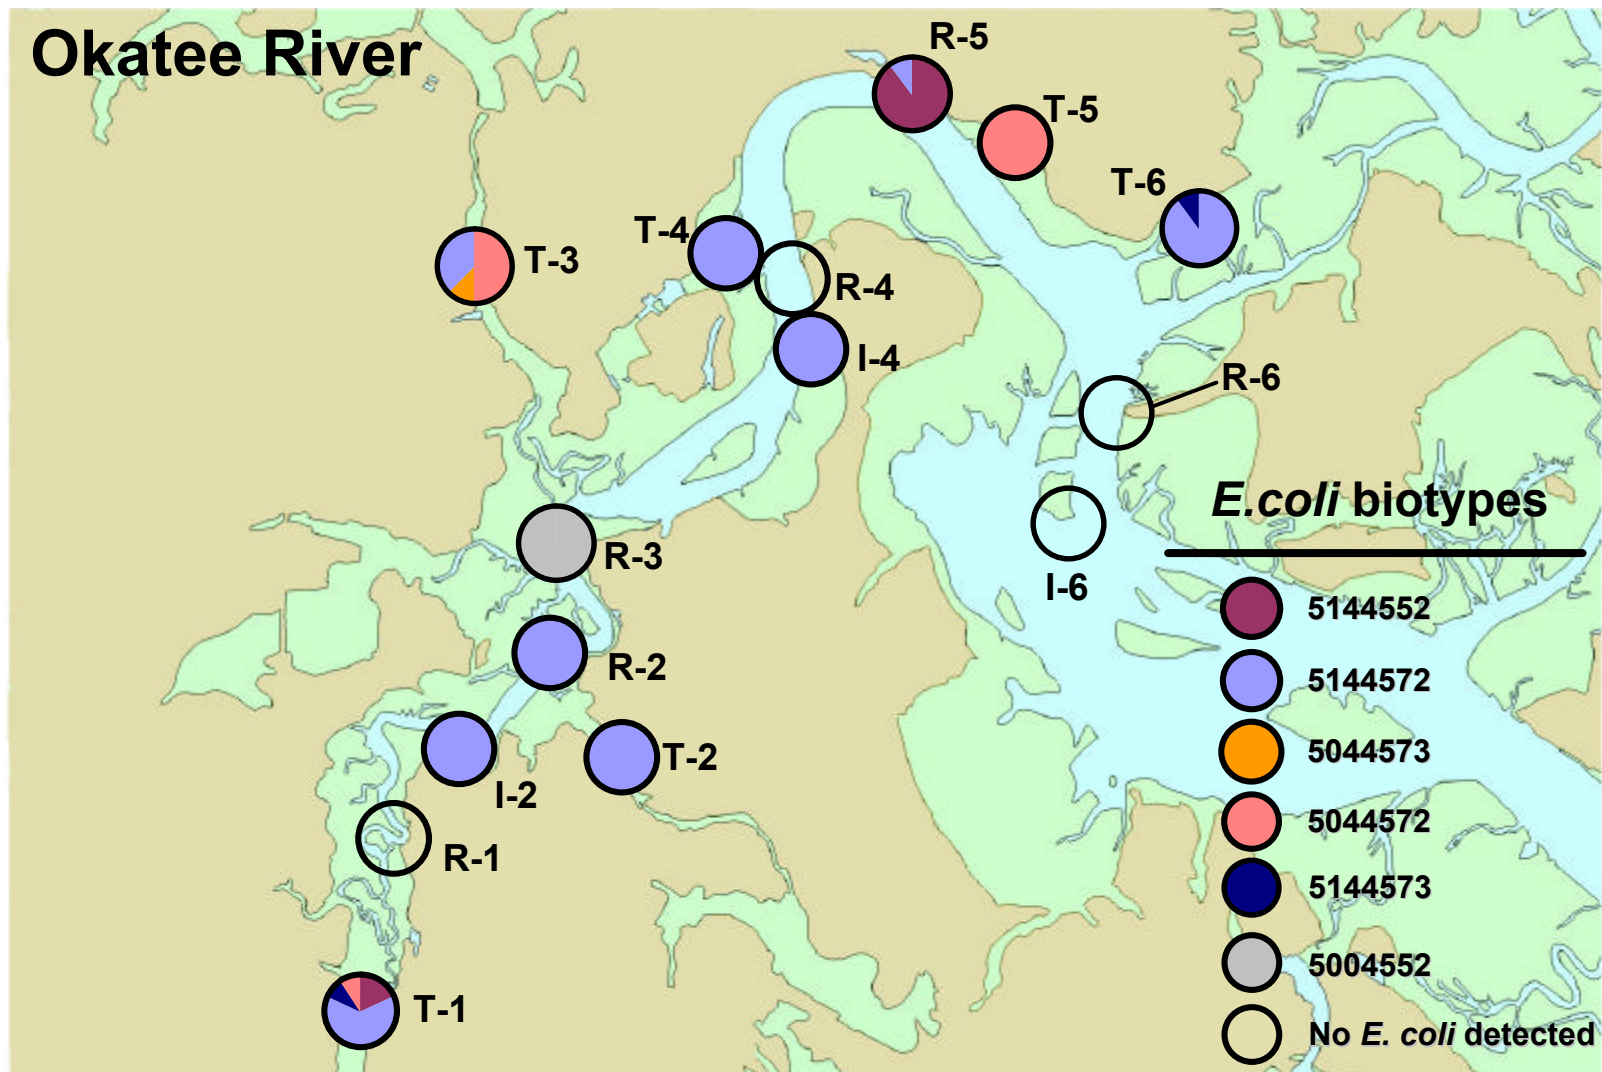 Okatee River
R-5
T-5
T-6
T-4
T-3
R-4
I-4
R-6
E.coli biotypes
R-3
I-6
5144552
R-2
5144572
T-2
5044573
I-2
5044572
R-1
5144573
5004552
T-1
No E. coli detected